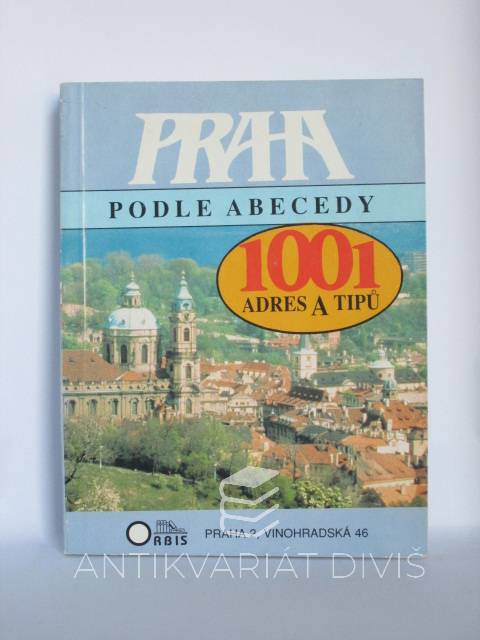 PRAHA
PODLE ABECEDY
1001
ADRES A TIPŮ
ORBIS
PRAHA 2, VINOHRADSKÁ 46
ANTIKVARIÁT DIVIŠ